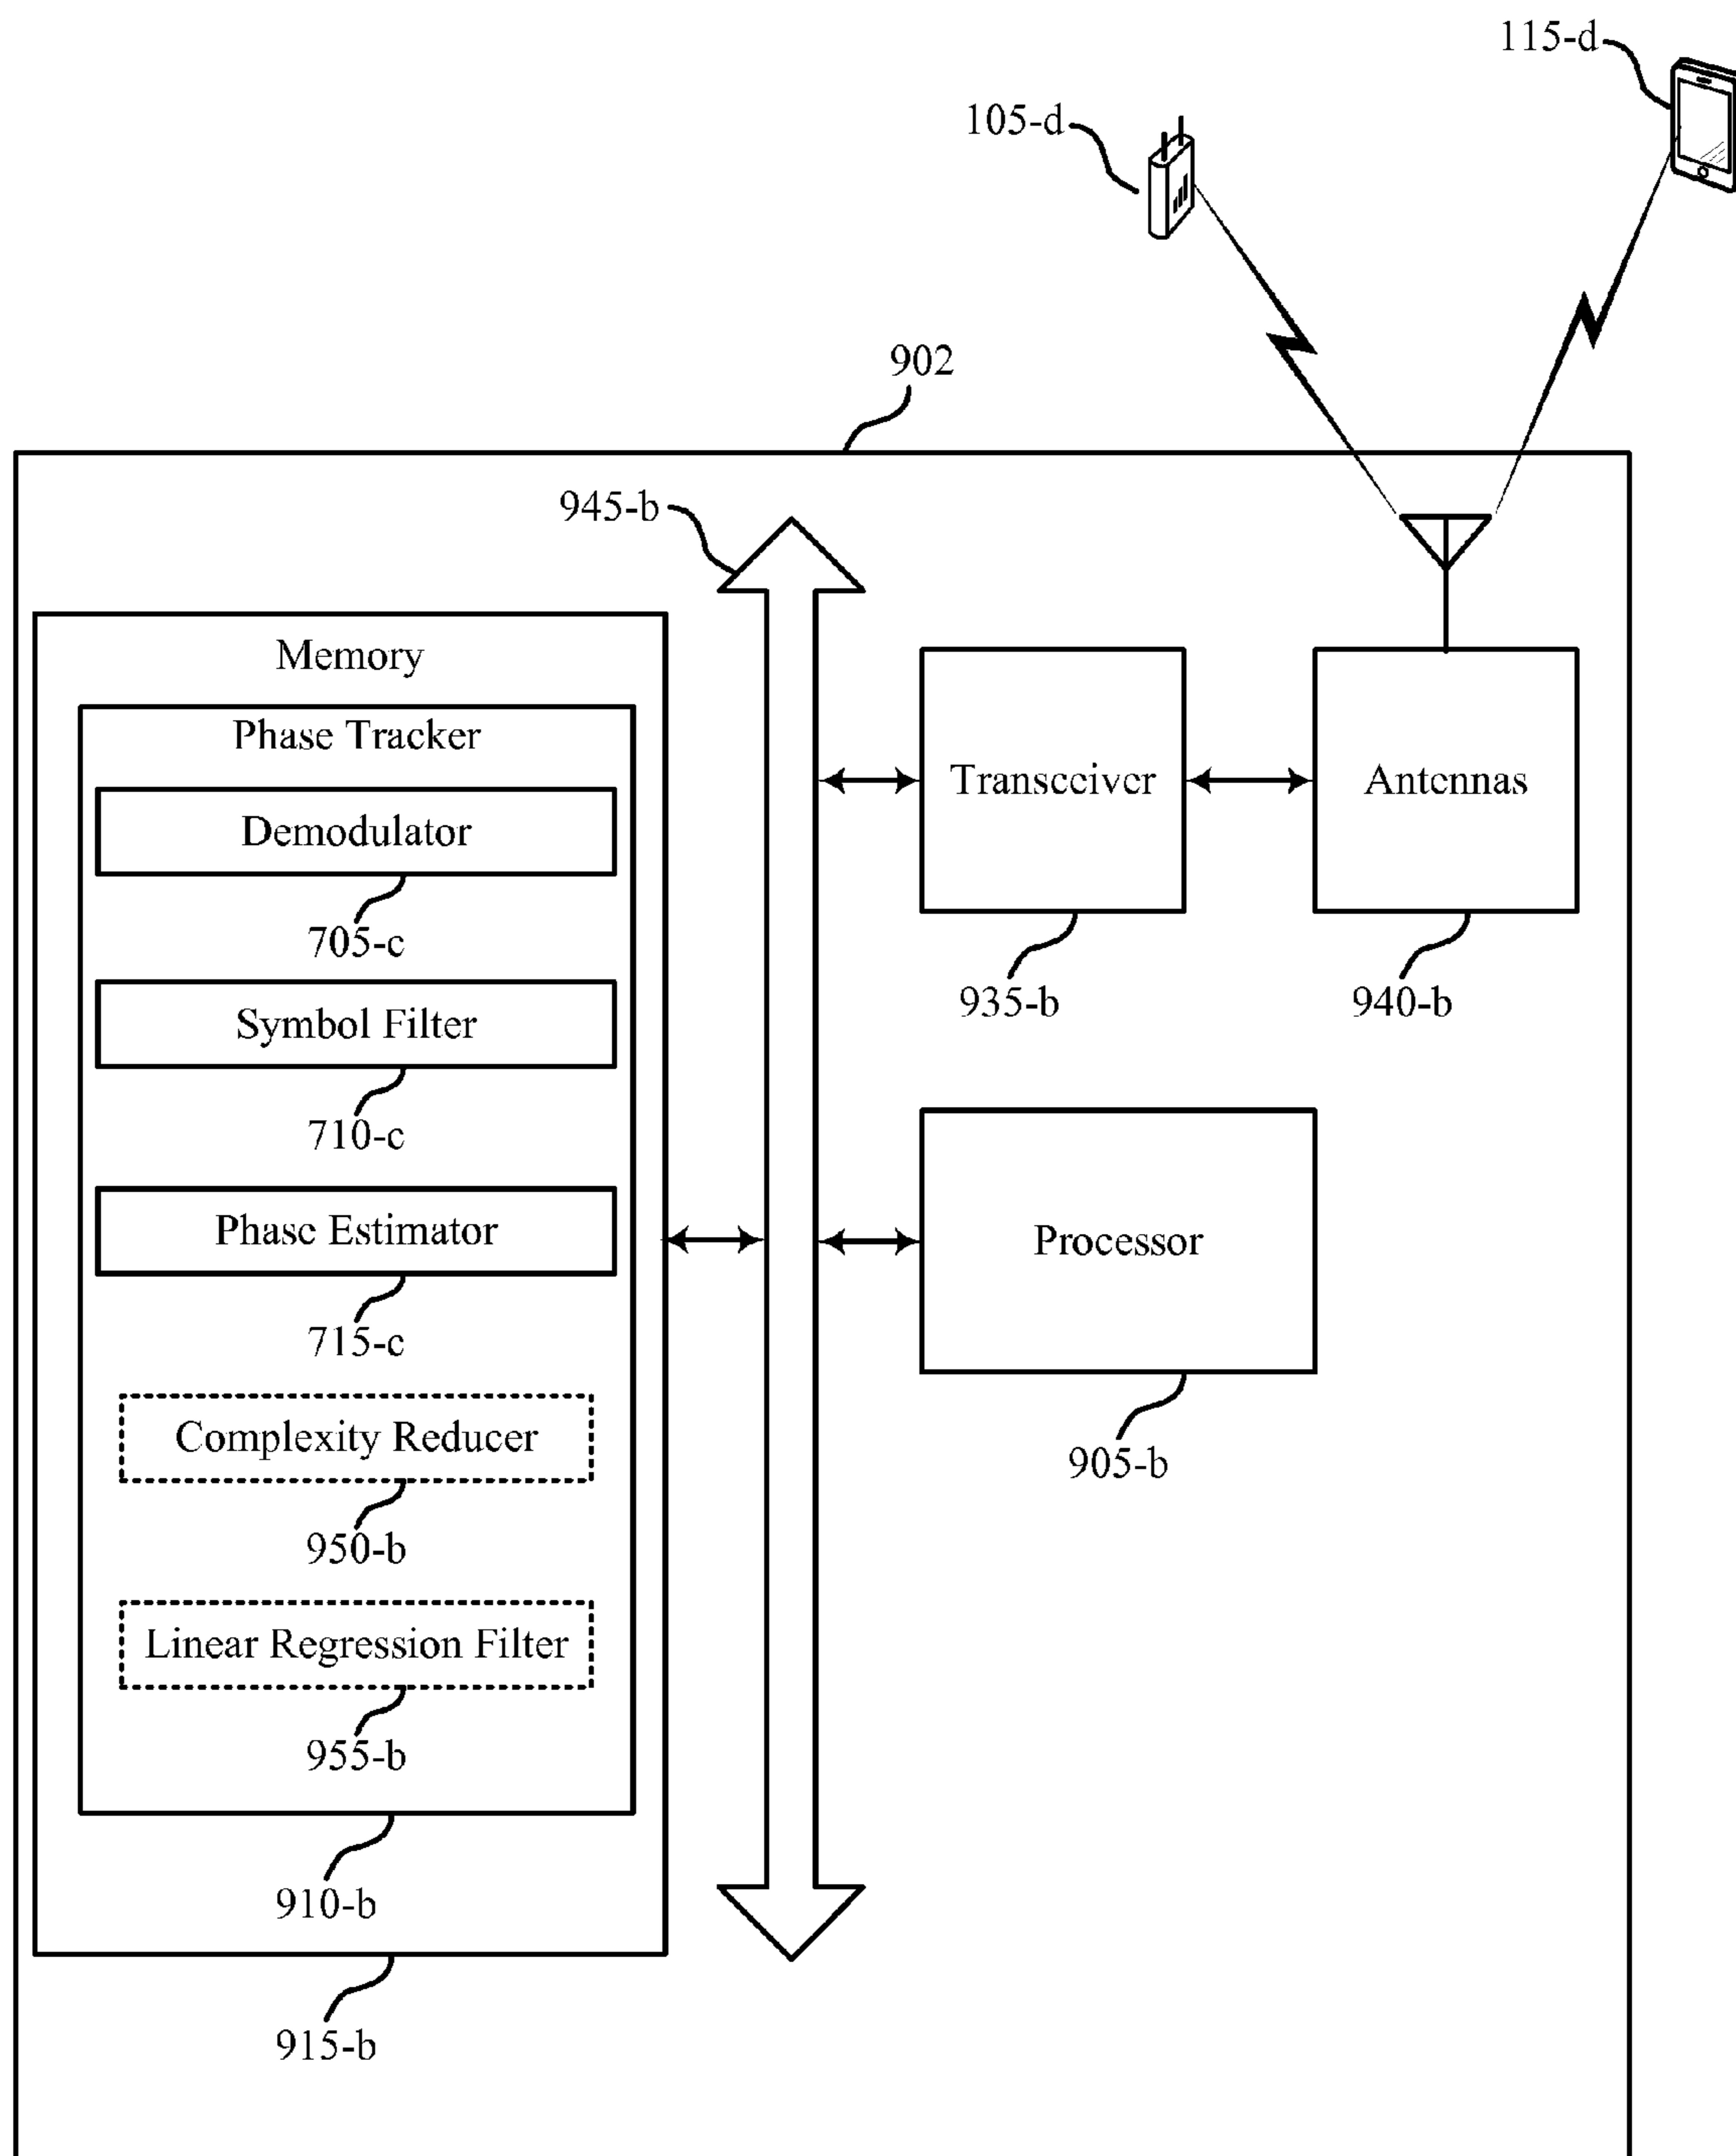 115-d
105-d
902
945-b
Memory
Phase Tracker
Demodulator
705-c
Symbol Filter
710-c
Phase Estimator
715-c
Complexity Reducer
950-b
Linear Regression Filter
955-b
910-b
915-b
Transceiver
935-b
Antennas
940-b
Processor
905-b